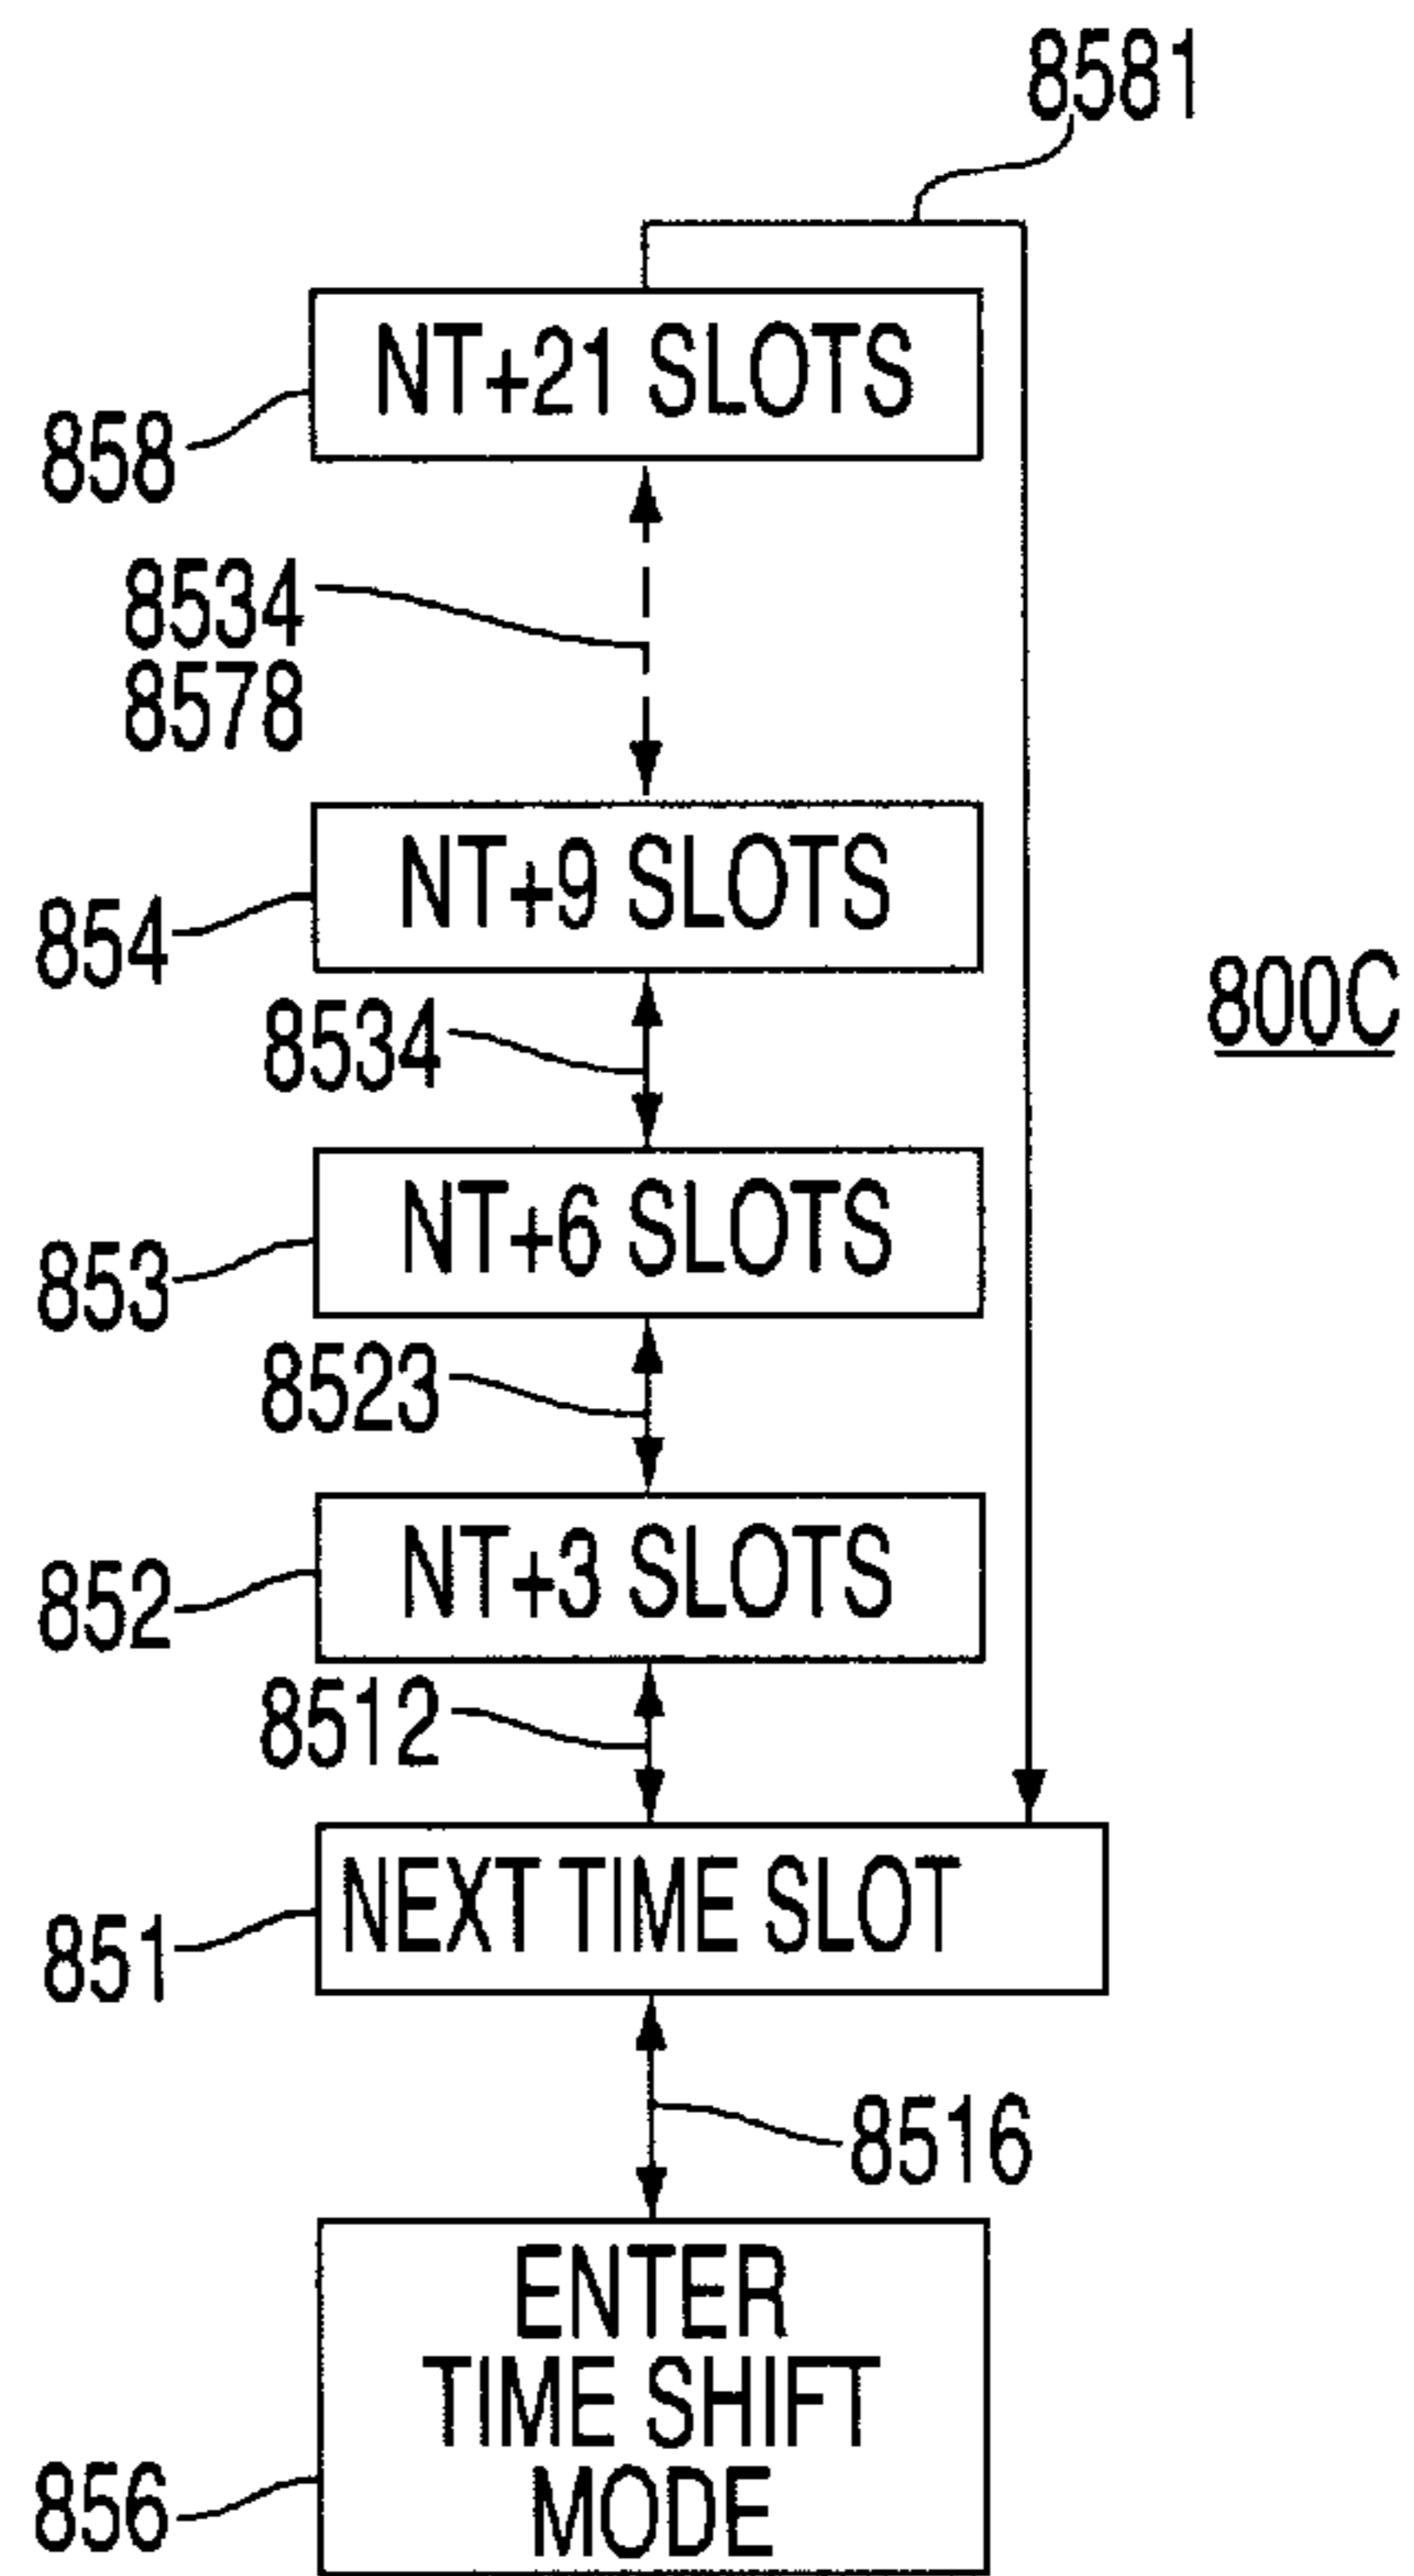 8581
NT+21 SLOTS
858
8534
8578
NT+9 SLOTS
854
8534
800C
NT+6 SLOTS
853
8523
NT+3 SLOTS
852
8512
NEXT TIME SLOT
851
8516
ENTER
TIME SHIFT
MODE
856